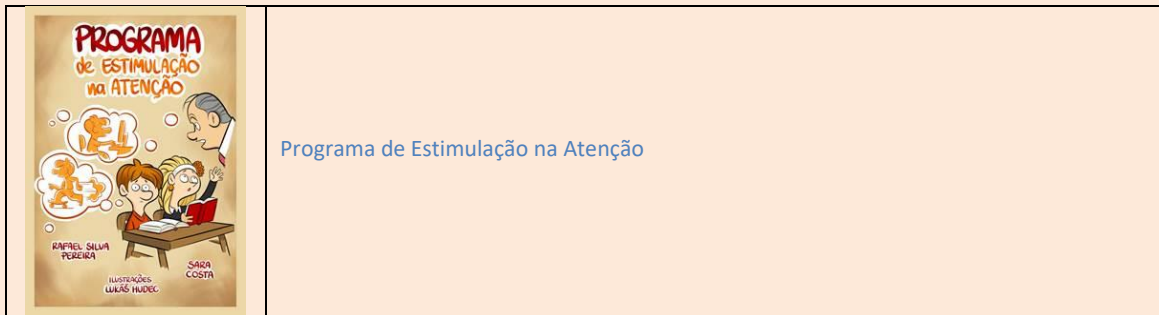 PROGRAMA
de ESTIMULAÇÃO
na ATENÇÃO
RAFAEL SILVA
PEREIRA
SARA
COSTA
ILUSTRAÇÕES
LUKÁŠ HUDEC
Programa de Estimulação na Atenção